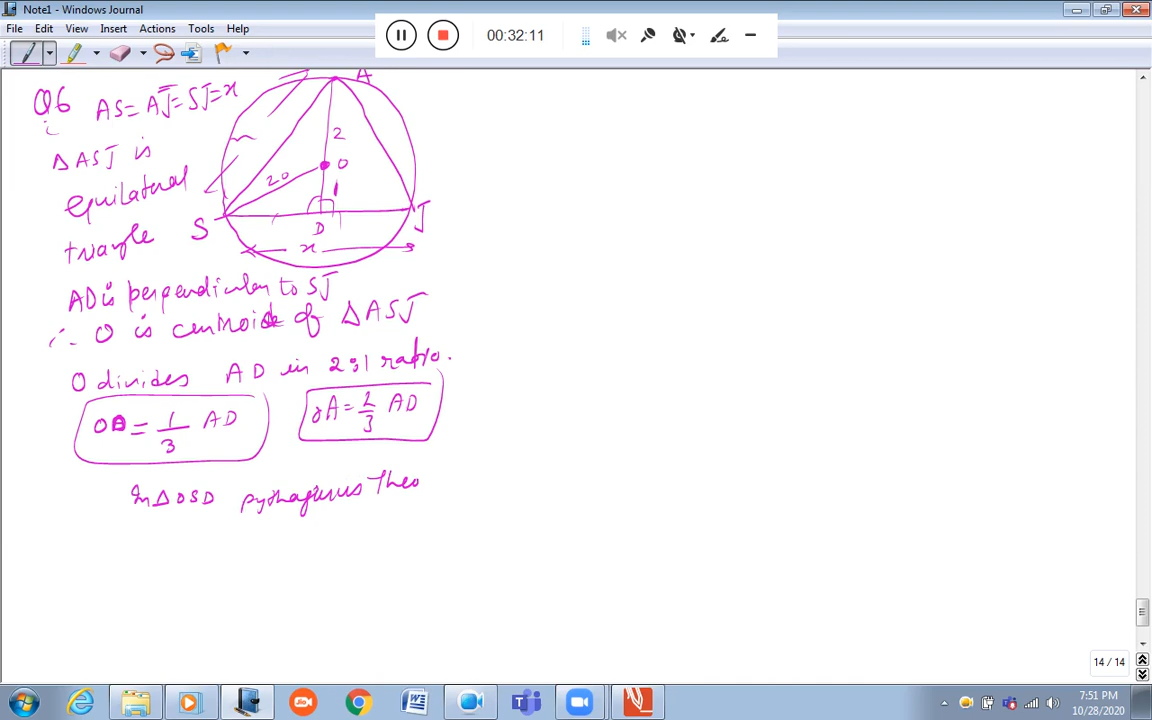 Note1 - Windows Journal
File Edit View Insert Actions Tools Help
00:32:11
Q6 AS = AJ = SJ = x
∆ASJ is
equilateral
triangle
A
2
O
20
1
S
D
J
x
AD is perpendicular to SJ
∴ O is centroid of ∆ASJ
O divides AD in 2:1 ratio.
OD = 1/3 AD
OA = 2/3 AD
In ∆OSD pythagurus Theo
14 / 14
7:51 PM
10/28/2020